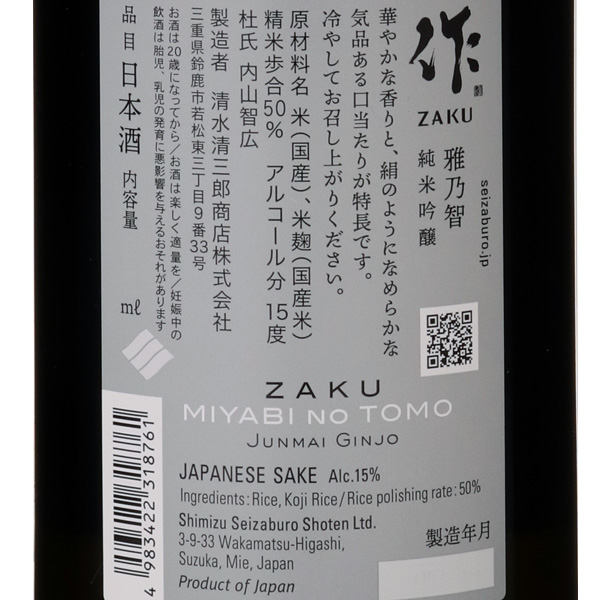 作
ZAKU
雅乃智
純米吟醸
seizaburo.jp
華やかな香りと、絹のようになめらかな
気品ある口当たりが特長です。
冷やしてお召し上がりください。
原材料名 米(国産)、米麹(国産米)
精米歩合50% アルコール分 15度
杜氏 内山智広
製造者 清水清三郎商店株式会社
三重県鈴鹿市若松東三丁目9番33号
お酒は20歳になってから/お酒は楽しく適量を/妊娠中の
飲酒は胎児、乳児の発育に悪影響を与えるおそれがあります
品目 日本酒 内容量 mℓ
ZAKU
MIYABI NO TOMO
JUNMAI GINJO
JAPANESE SAKE Alc.15%
Ingredients: Rice, Koji Rice / Rice polishing rate: 50%
Shimizu Seizaburo Shoten Ltd.
3-9-33 Wakamatsu-Higashi,
Suzuka, Mie, Japan
Product of Japan
製造年月
4 983422 318761